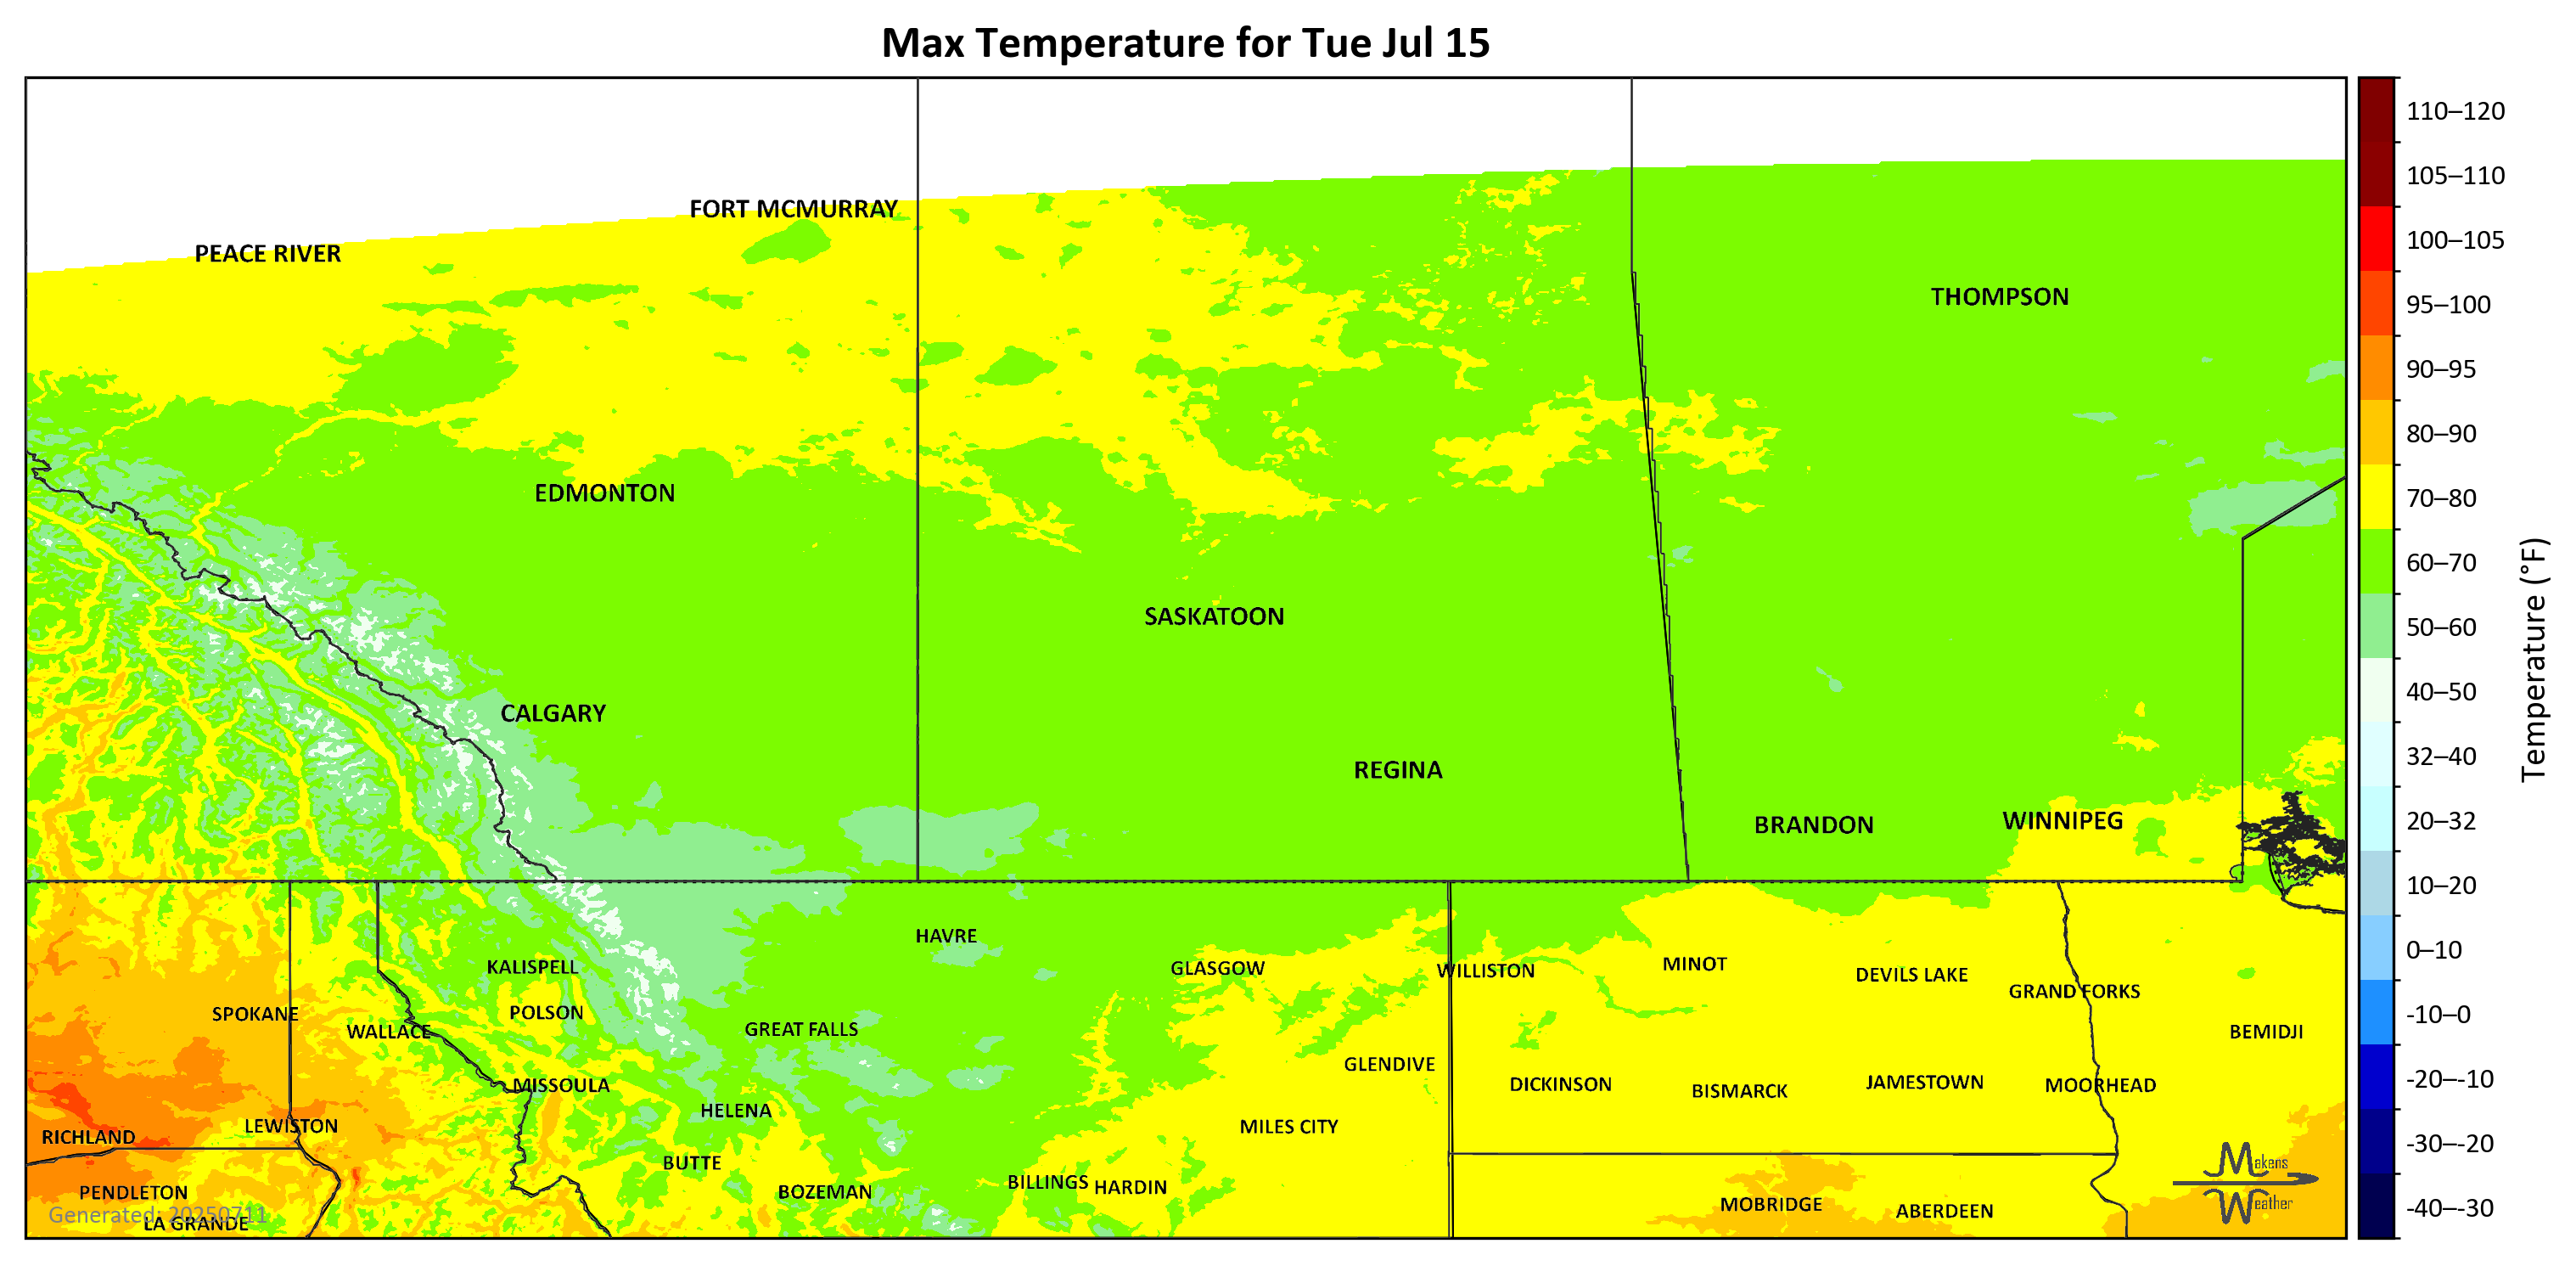 Max Temperature for Tue Jul 15
FORT MCMURRAY
PEACE RIVER
THOMPSON
EDMONTON
SASKATOON
CALGARY
REGINA
BRANDON
WINNIPEG
HAVRE
KALISPELL
GLASGOW
WILLISTON
MINOT
DEVILS LAKE
GRAND FORKS
SPOKANE
POLSON
WALLACE
GREAT FALLS
BEMIDJI
GLENDIVE
MISSOULA
DICKINSON
BISMARCK
JAMESTOWN
MOORHEAD
HELENA
LEWISTON
MILES CITY
RICHLAND
BUTTE
BILLINGS
HARDIN
PENDLETON
BOZEMAN
MOBRIDGE
ABERDEEN
LA GRANDE
Generated: 20250711
Makens
Weather
110–120
105–110
100–105
95–100
90–95
80–90
70–80
60–70
50–60
40–50
32–40
20–32
10–20
0–10
-10–0
-20–-10
-30–-20
-40–-30
Temperature (°F)